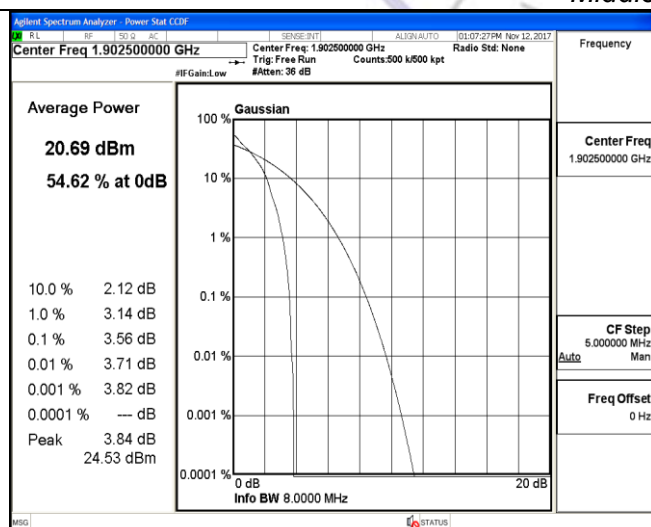 Agilent Spectrum Analyzer - Power Stat CCDF
RL RF 50 Ω AC SENSE:INT ALIGN AUTO 01:07:27 PM Nov 12, 2017
Center Freq 1.902500000 GHz
Center Freq: 1.902500000 GHz Radio Std: None
Trig: Free Run Counts:500 k/500 kpt
#IFGain:Low #Atten: 36 dB
Frequency
Average Power
20.69 dBm
54.62 % at 0dB
10.0 % 2.12 dB
1.0 % 3.14 dB
0.1 % 3.56 dB
0.01 % 3.71 dB
0.001 % 3.82 dB
0.0001 % --- dB
Peak 3.84 dB
24.53 dBm
Gaussian
100 %
10 %
1 %
0.1 %
0.01 %
0.001 %
0.0001 %
0 dB 20 dB
Info BW 8.0000 MHz
Center Freq
1.902500000 GHz
CF Step
5.000000 MHz
Auto Man
Freq Offset
0 Hz
MSG STATUS